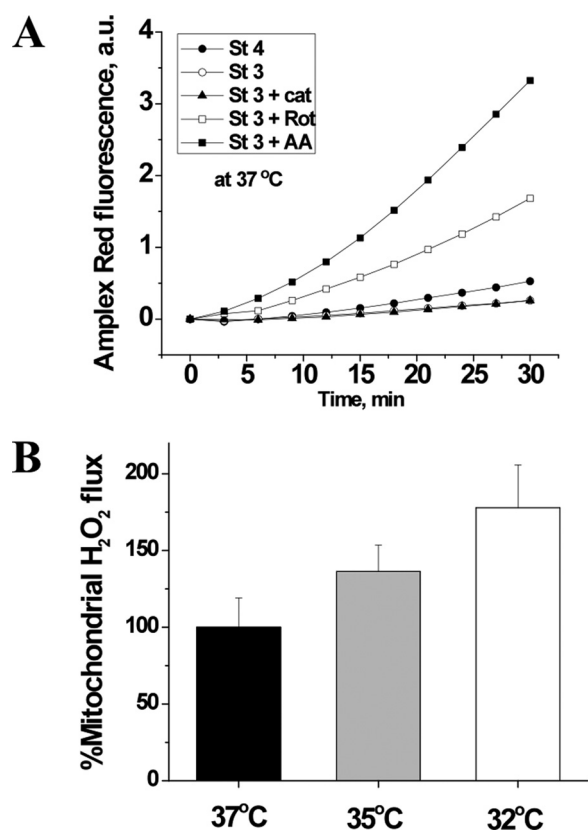 A
Amplex Red fluorescence, a.u.
4
3
2
1
0
St 4
St 3
St 3 + cat
St 3 + Rot
St 3 + AA
at 37 °C
0 5 10 15 20 25 30
Time, min
B
%Mitochondrial H₂O₂ flux
200
150
100
50
0
37°C 35°C 32°C